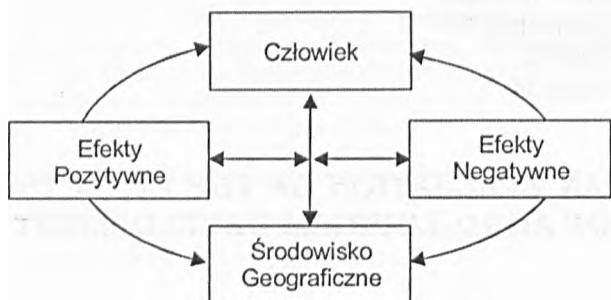 Człowiek
Efekty
Pozytywne
Efekty
Negatywne
Środowisko
Geograficzne